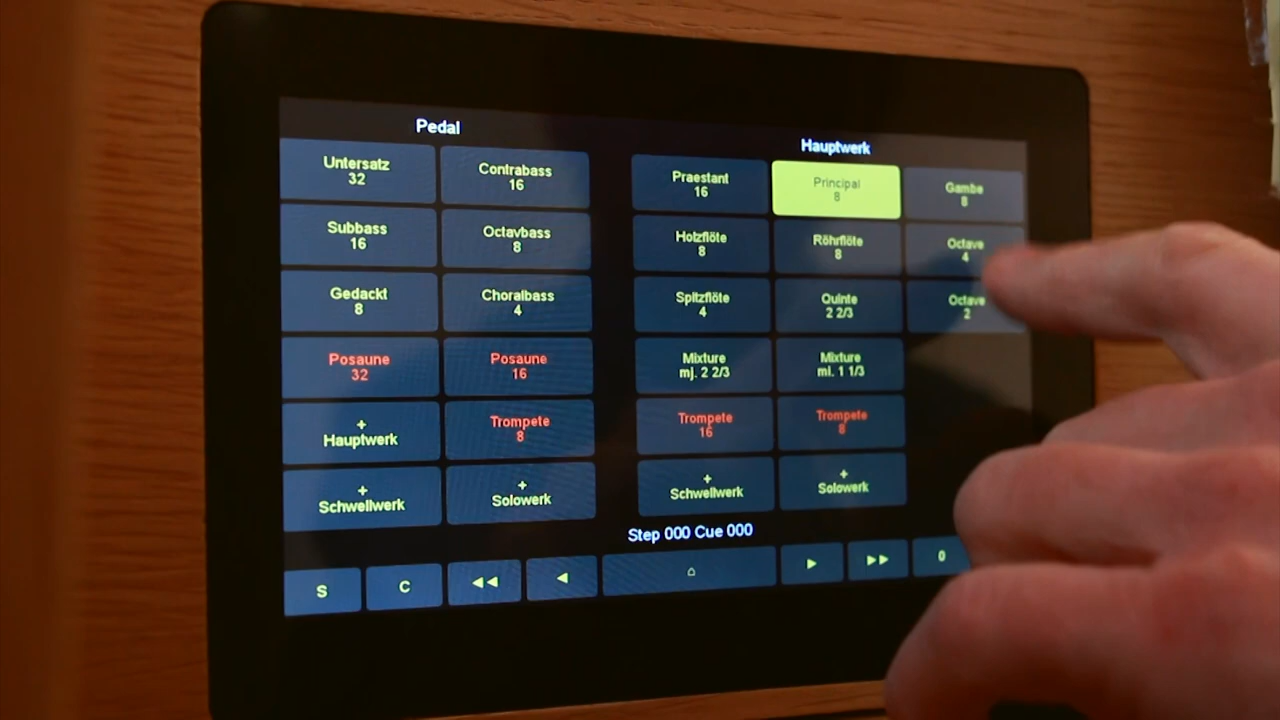 Pedal
Untersatz
32
Contrabass
16
Subbass
16
Octavbass
8
Gedackt
8
Choralbass
4
Posaune
32
Posaune
16
+
Hauptwerk
Trompete
8
+
Schwellwerk
+
Solowerk
Hauptwerk
Praestant
16
Principal
8
Gambe
8
Holzflöte
8
Röhrflöte
8
Octave
4
Spitzflöte
4
Quinte
2 2/3
Octave
2
Mixture
mj. 2 2/3
Mixture
ml. 1 1/3
Trompete
16
Trompete
8
+
Schwellwerk
+
Solowerk
Step 000 Cue 000
S
C
0